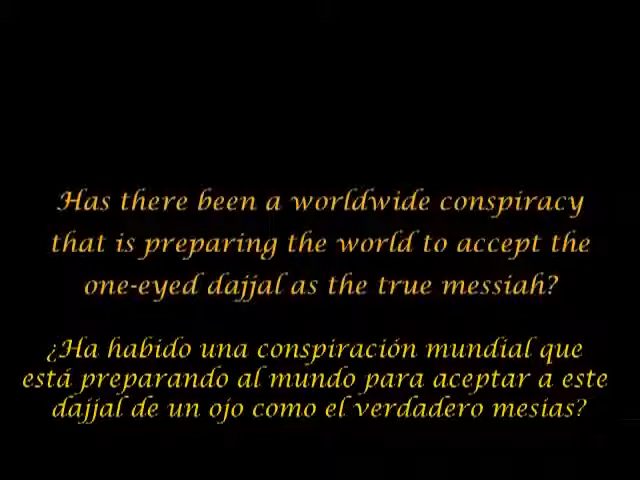 Has there been a worldwide conspiracy
that is preparing the world to accept the
one-eyed dajjal as the true messiah?
¿Ha habido una conspiración mundial que
está preparando al mundo para aceptar a este
dajjal de un ojo como el verdadero mesias?